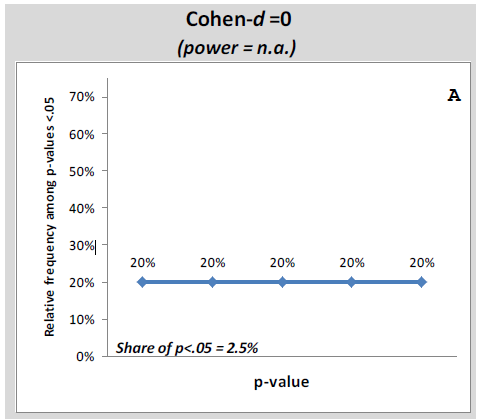 Cohen-d =0
(power = n.a.)
A
Relative frequency among p-values <.05
70%
60%
50%
40%
30%
20%
10%
0%
20% 20% 20% 20% 20%
Share of p<.05 = 2.5%
p-value